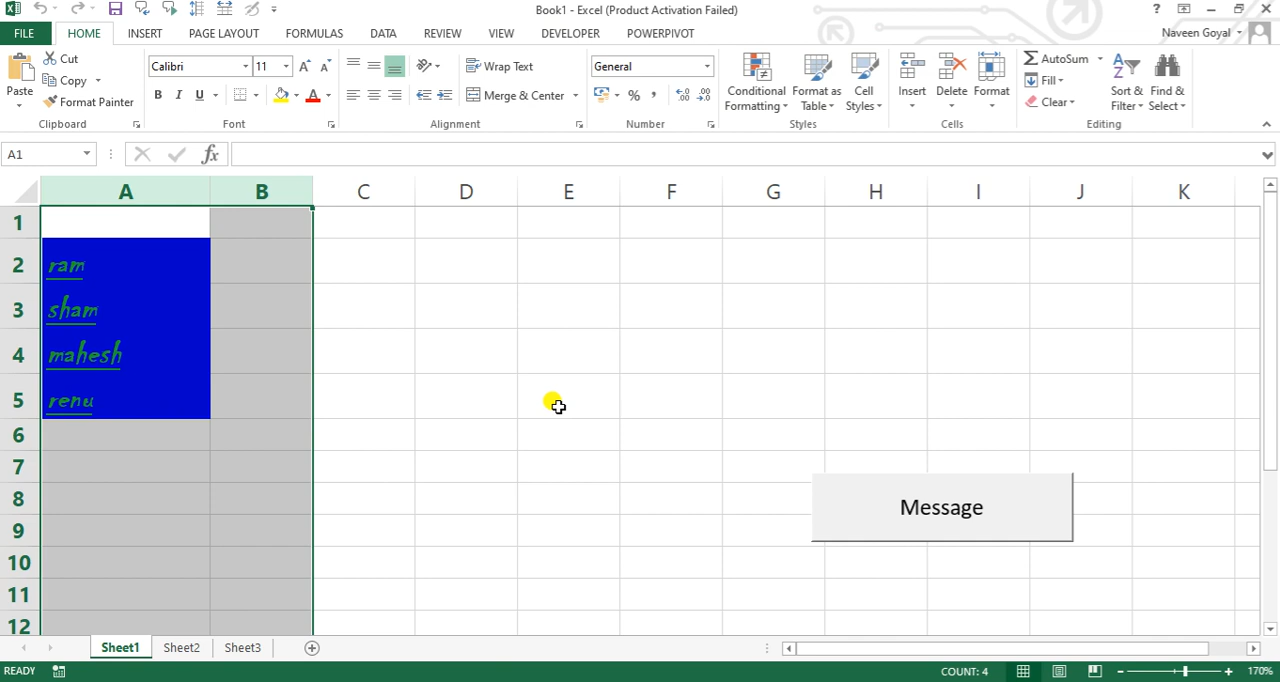 Book1 - Excel (Product Activation Failed)
FILE HOME INSERT PAGE LAYOUT FORMULAS DATA REVIEW VIEW DEVELOPER POWERPIVOT Naveen Goyal
Cut
Copy
Format Painter
Paste
Clipboard
Calibri 11
B I U
Font
Wrap Text
Merge & Center
Alignment
General
%
Number
Conditional Formatting
Format as Table
Cell Styles
Styles
Insert Delete Format
Cells
AutoSum
Fill
Clear
Sort & Filter
Find & Select
Editing
A1 fx
A B C D E F G H I J K
1
2 ram
3 sham
4 mahesh
5 renu
6
7
8
9
10
11
12
Message
Sheet1 Sheet2 Sheet3
READY COUNT: 4 170%